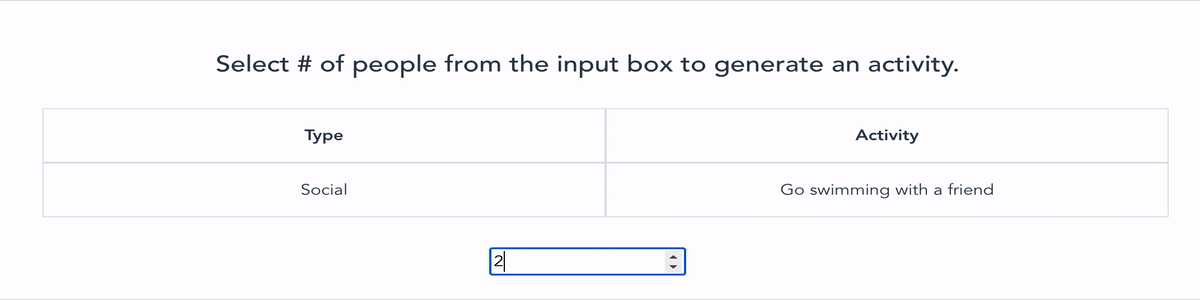 Select # of people from the input box to generate an activity.
Type Activity
Social Go swimming with a friend
2